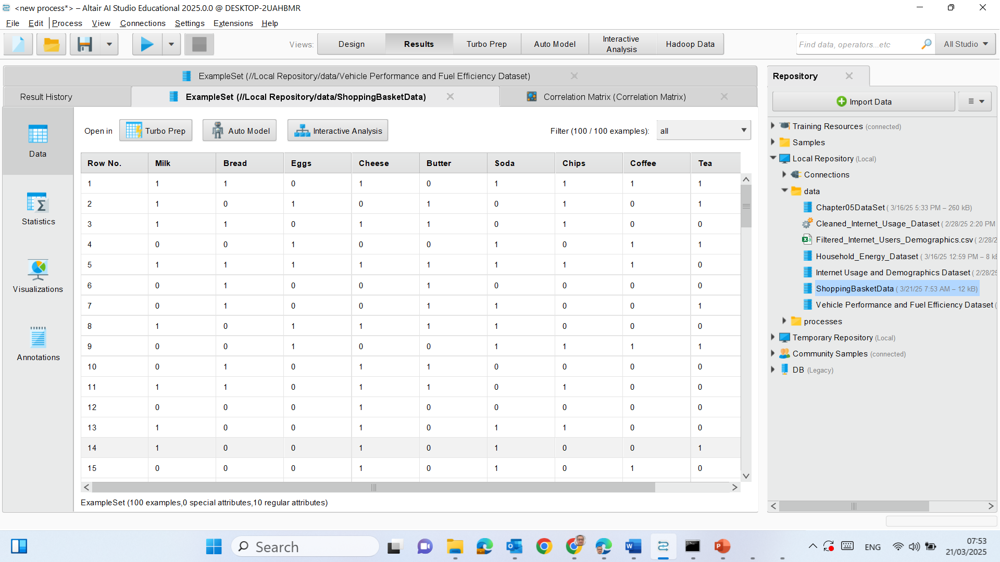 <new process*> – Altair AI Studio Educational 2025.0.0 @ DESKTOP-2UAHBMR
File Edit Process View Connections Settings Extensions Help
Views: Design Results Turbo Prep Auto Model Interactive Analysis Hadoop Data
Find data, operators...etc All Studio
ExampleSet (//Local Repository/data/Vehicle Performance and Fuel Efficiency Dataset)
Result History ExampleSet (//Local Repository/data/ShoppingBasketData) Correlation Matrix (Correlation Matrix)
Data
Statistics
Visualizations
Annotations
Open in Turbo Prep Auto Model Interactive Analysis Filter (100 / 100 examples): all
Row No. Milk Bread Eggs Cheese Butter Soda Chips Coffee Tea
1 1 1 0 1 0 1 1 1 1
2 1 0 1 0 1 0 1 0 1
3 1 1 0 1 1 0 1 0 0
4 0 0 1 0 0 1 0 1 1
5 1 1 1 1 1 1 1 1 0
6 0 1 0 0 1 0 0 0 0
7 0 1 0 0 1 1 0 0 1
8 1 0 1 1 1 1 0 0 0
9 0 0 1 0 0 1 1 1 1
10 0 1 0 1 1 0 0 0 0
11 1 1 0 1 1 0 1 0 0
12 0 0 0 1 0 0 0 0 0
13 1 0 0 1 0 1 1 0 0
14 1 0 0 1 0 1 0 0 1
15 0 0 0 1 0 1 0 1 0
ExampleSet (100 examples,0 special attributes,10 regular attributes)
Repository
Import Data
Training Resources (connected)
Samples
Local Repository (Local)
Connections
data
Chapter05DataSet ( 3/16/25 5:33 PM – 260 kB)
Cleaned_Internet_Usage_Dataset ( 2/28/25 2:20 PM
Filtered_Internet_Users_Demographics.csv ( 2/28/2
Household_Energy_Dataset ( 3/16/25 12:59 PM – 8 kB
Internet Usage and Demographics Dataset ( 2/28/25
ShoppingBasketData ( 3/21/25 7:53 AM – 12 kB)
Vehicle Performance and Fuel Efficiency Dataset (
processes
Temporary Repository (Local)
Community Samples (connected)
DB (Legacy)
Search
ENG
07:53
21/03/2025